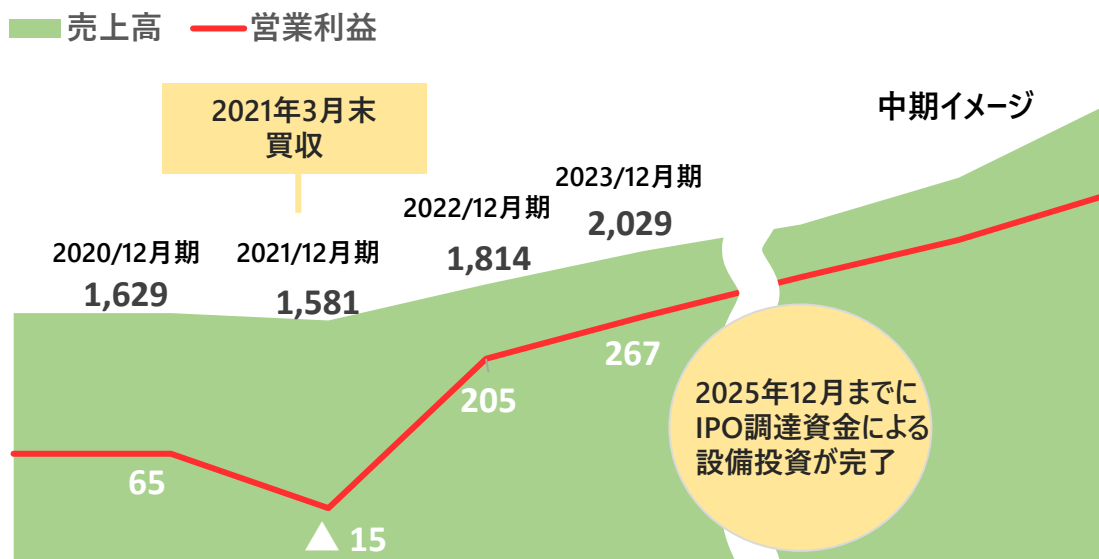 売上高 営業利益
2021年3月末
買収
中期イメージ
2020/12月期
1,629
2021/12月期
1,581
2022/12月期
1,814
2023/12月期
2,029
65
▲ 15
205
267
2025年12月までに
IPO調達資金による
設備投資が完了